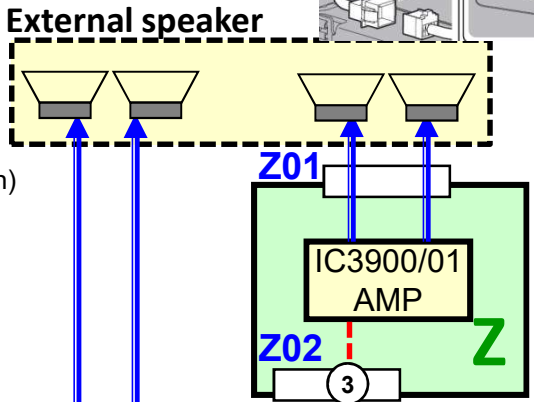 External speaker
n)
Z01
IC3900/01
AMP
Z02
Z
3